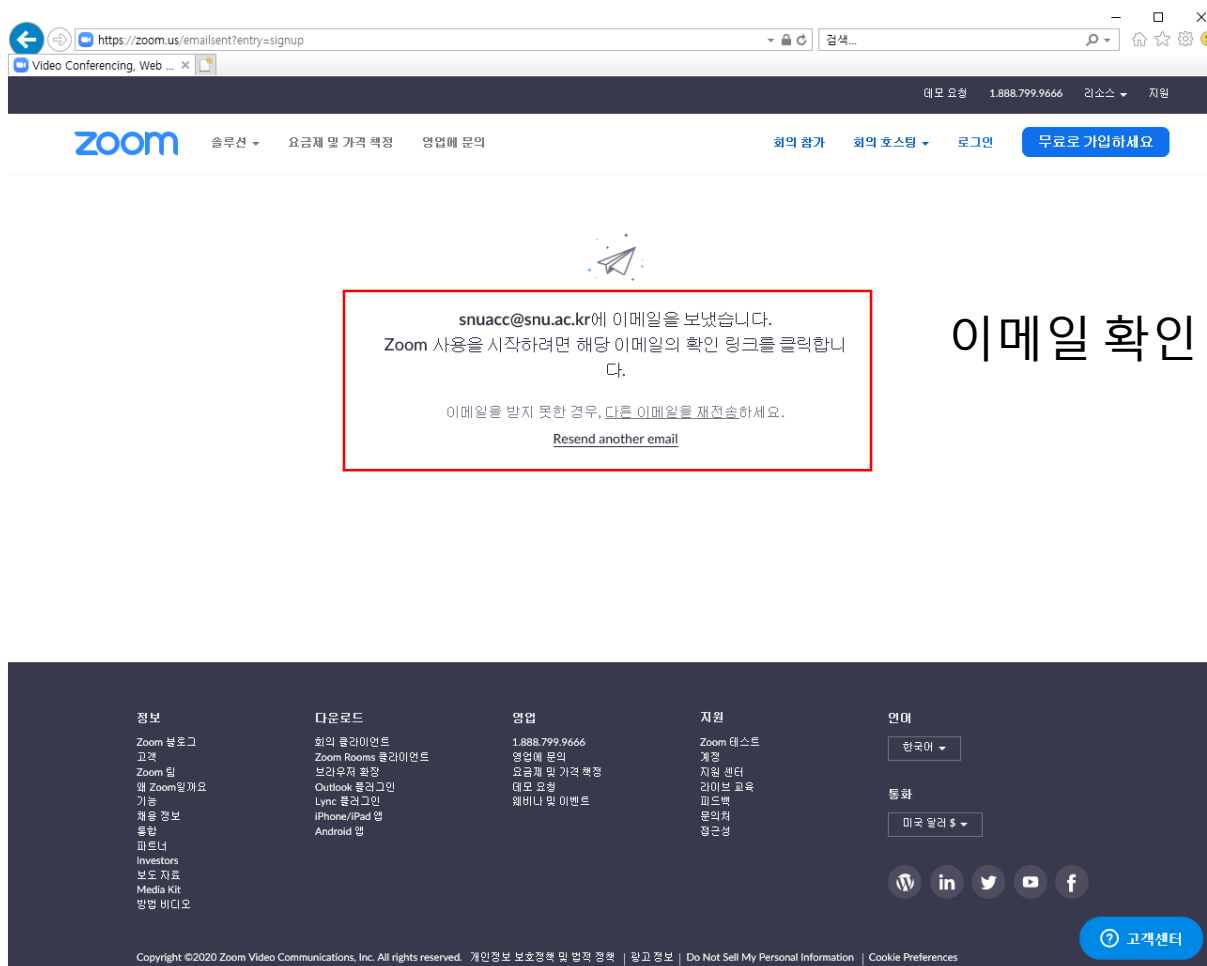 https://zoom.us/emailsent?entry=signup
검색...
Video Conferencing, Web ...
데모 요청 1.888.799.9666 리소스 지원
zoom 솔루션 요금제 및 가격 책정 영업에 문의 회의 참가 회의 호스팅 로그인 무료로 가입하세요
snuacc@snu.ac.kr에 이메일을 보냈습니다.
Zoom 사용을 시작하려면 해당 이메일의 확인 링크를 클릭합니
다.
이메일을 받지 못한 경우, 다른 이메일을 재전송하세요.
Resend another email
이메일 확인
정보
Zoom 블로그
고객
Zoom 팀
왜 Zoom일까요
기능
채용 정보
통합
파트너
Investors
보도 자료
Media Kit
방법 비디오
다운로드
회의 클라이언트
Zoom Rooms 클라이언트
브라우저 확장
Outlook 플러그인
Lync 플러그인
iPhone/iPad 앱
Android 앱
영업
1.888.799.9666
영업에 문의
요금제 및 가격 책정
데모 요청
웨비나 및 이벤트
지원
Zoom 테스트
계정
지원 센터
라이브 교육
피드백
문의처
접근성
언어
한국어
통화
미국 달러 $
고객센터
Copyright ©2020 Zoom Video Communications, Inc. All rights reserved. 개인정보 보호정책 및 법적 정책 | 광고 정보 | Do Not Sell My Personal Information | Cookie Preferences